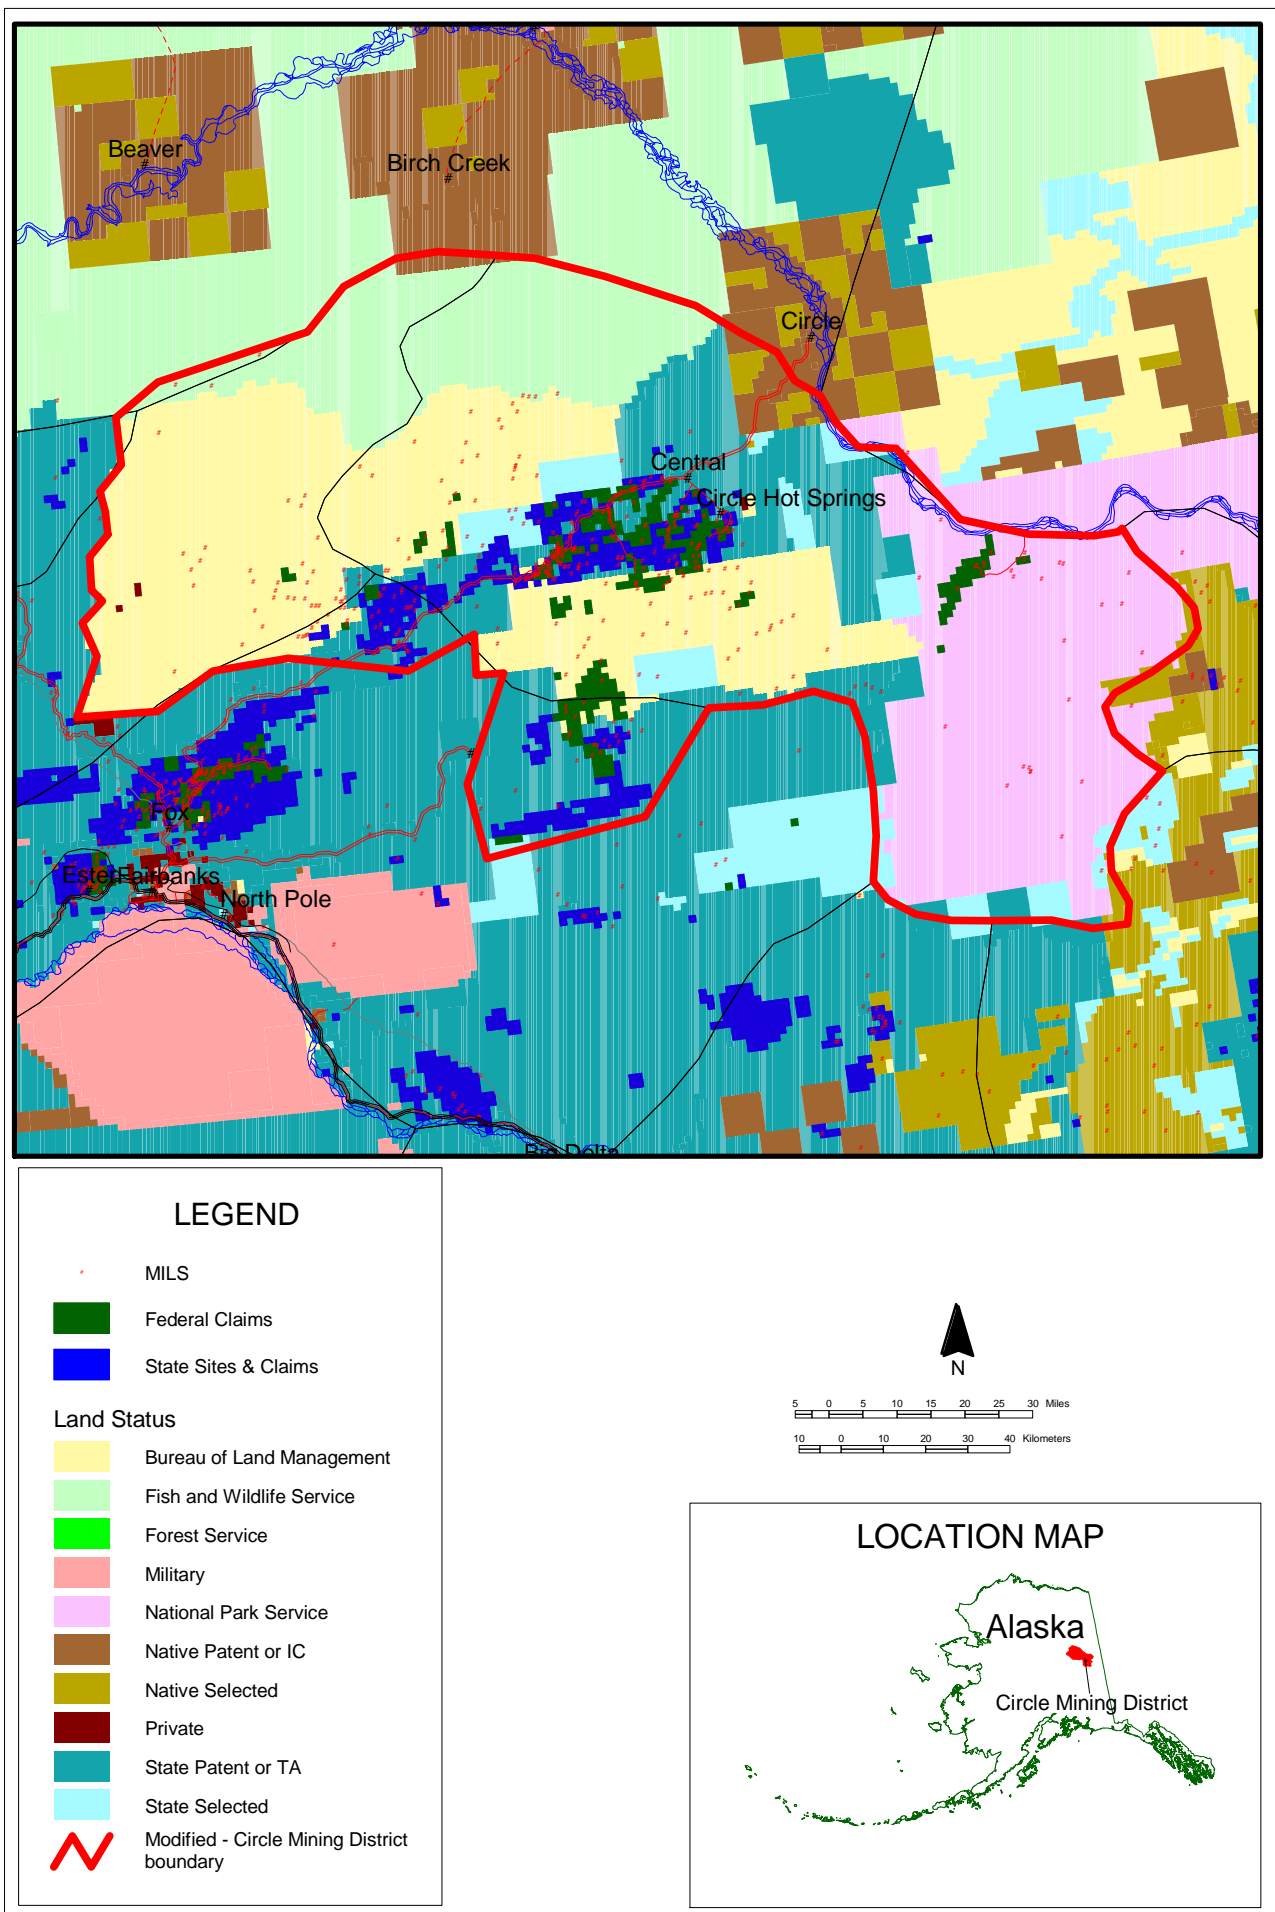 Beaver
#
Birch Creek
#
Circle
#
Central
#
Circle Hot Springs
#
#
Fox
#
Ester
Fairbanks
#
North Pole
#
Big Delta
LEGEND
MILS
Federal Claims
State Sites & Claims
Land Status
Bureau of Land Management
Fish and Wildlife Service
Forest Service
Military
National Park Service
Native Patent or IC
Native Selected
Private
State Patent or TA
State Selected
Modified - Circle Mining District
boundary
N
5 0 5 10 15 20 25 30 Miles
10 0 10 20 30 40 Kilometers
LOCATION MAP
Alaska
Circle Mining District